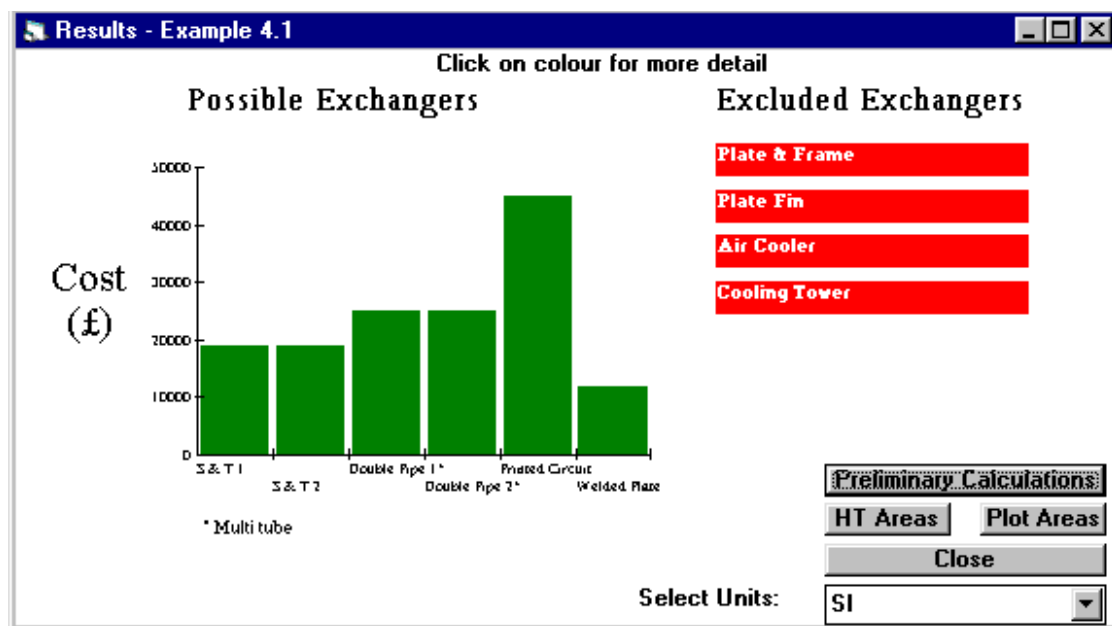 Results - Example 4.1
Click on colour for more detail
Possible Exchangers
Excluded Exchangers
Plate & Frame
Plate Fin
Air Cooler
Cooling Tower
Cost
(£)
50000
40000
30000
20000
10000
0
S & T 1
S & T 2
Double Pipe 1*
Double Pipe 2*
Printed Circuit
Welded Plate
* Multi tube
Preliminary Calculations
HT Areas
Plot Areas
Close
Select Units:
SI